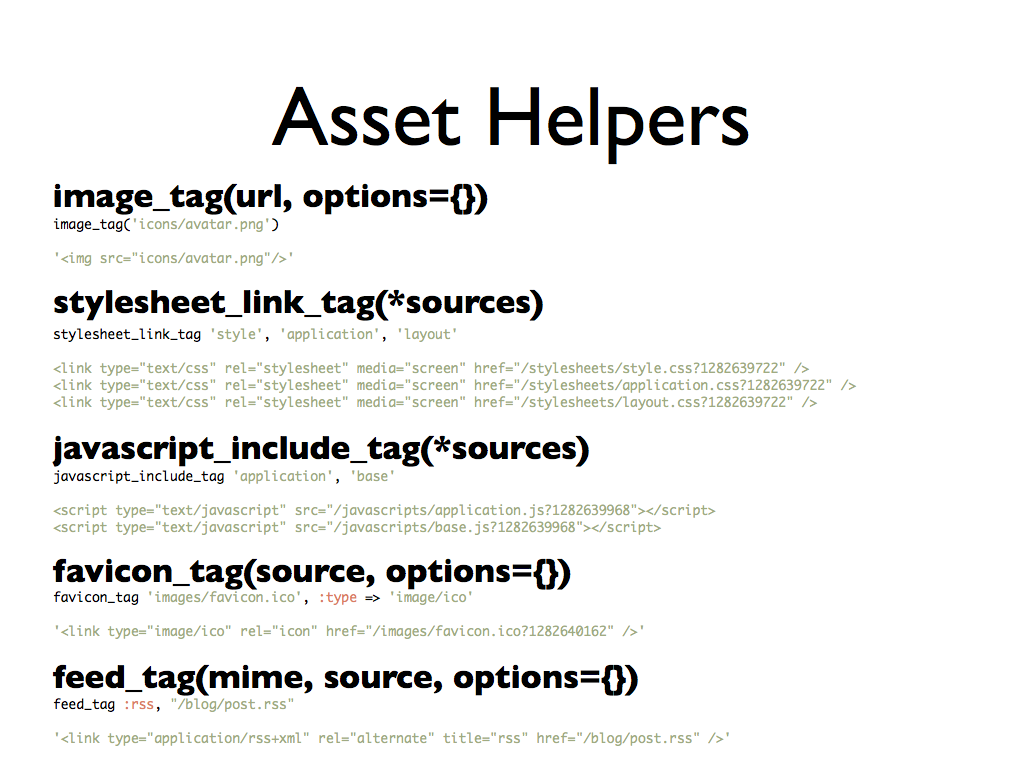 Asset Helpers
image_tag(url, options={})
image_tag('icons/avatar.png')
'<img src="icons/avatar.png"/>'
stylesheet_link_tag(*sources)
stylesheet_link_tag 'style', 'application', 'layout'
<link type="text/css" rel="stylesheet" media="screen" href="/stylesheets/style.css?1282639722" />
<link type="text/css" rel="stylesheet" media="screen" href="/stylesheets/application.css?1282639722" />
<link type="text/css" rel="stylesheet" media="screen" href="/stylesheets/layout.css?1282639722" />
javascript_include_tag(*sources)
javascript_include_tag 'application', 'base'
<script type="text/javascript" src="/javascripts/application.js?1282639968"></script>
<script type="text/javascript" src="/javascripts/base.js?1282639968"></script>
favicon_tag(source, options={})
favicon_tag 'images/favicon.ico', :type => 'image/ico'
'<link type="image/ico" rel="icon" href="/images/favicon.ico?1282640162" />'
feed_tag(mime, source, options={})
feed_tag :rss, "/blog/post.rss"
'<link type="application/rss+xml" rel="alternate" title="rss" href="/blog/post.rss" />'